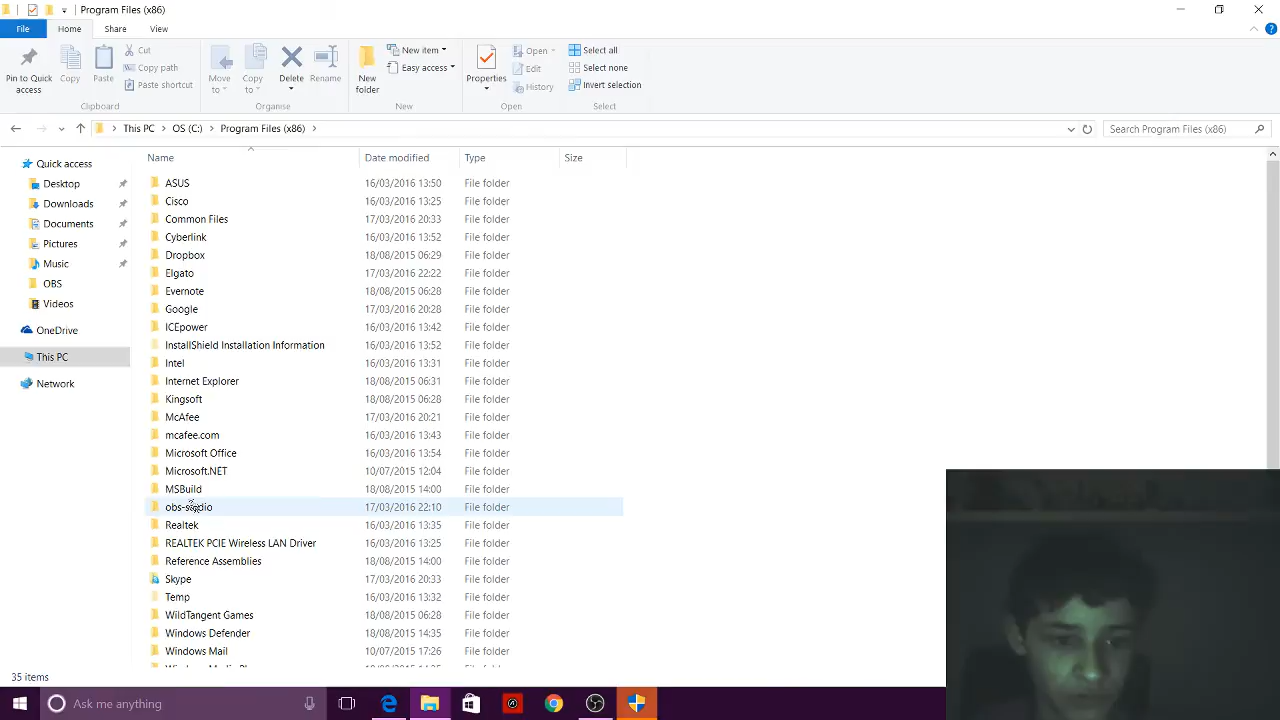 Program Files (x86)
File Home Share View
Pin to Quick access
Copy
Paste
Cut
Copy path
Paste shortcut
Clipboard
Move to
Copy to
Delete
Rename
Organise
New folder
New item
Easy access
New
Properties
Open
Edit
History
Open
Select all
Select none
Invert selection
Select
This PC OS (C:) Program Files (x86)
Search Program Files (x86)
Quick access
Desktop
Downloads
Documents
Pictures
Music
OBS
Videos
OneDrive
This PC
Network
Name Date modified Type Size
ASUS 16/03/2016 13:50 File folder
Cisco 16/03/2016 13:25 File folder
Common Files 17/03/2016 20:33 File folder
Cyberlink 16/03/2016 13:52 File folder
Dropbox 18/08/2015 06:29 File folder
Elgato 17/03/2016 22:22 File folder
Evernote 18/08/2015 06:28 File folder
Google 17/03/2016 20:28 File folder
ICEpower 16/03/2016 13:42 File folder
InstallShield Installation Information 16/03/2016 13:52 File folder
Intel 16/03/2016 13:31 File folder
Internet Explorer 18/08/2015 06:31 File folder
Kingsoft 18/08/2015 06:28 File folder
McAfee 17/03/2016 20:21 File folder
mcafee.com 16/03/2016 13:43 File folder
Microsoft Office 16/03/2016 13:54 File folder
Microsoft.NET 10/07/2015 12:04 File folder
MSBuild 18/08/2015 14:00 File folder
obs-studio 17/03/2016 22:10 File folder
Realtek 16/03/2016 13:35 File folder
REALTEK PCIE Wireless LAN Driver 16/03/2016 13:25 File folder
Reference Assemblies 18/08/2015 14:00 File folder
Skype 17/03/2016 20:33 File folder
Temp 16/03/2016 13:32 File folder
WildTangent Games 18/08/2015 06:28 File folder
Windows Defender 18/08/2015 14:35 File folder
Windows Mail 10/07/2015 17:26 File folder
35 items
Ask me anything